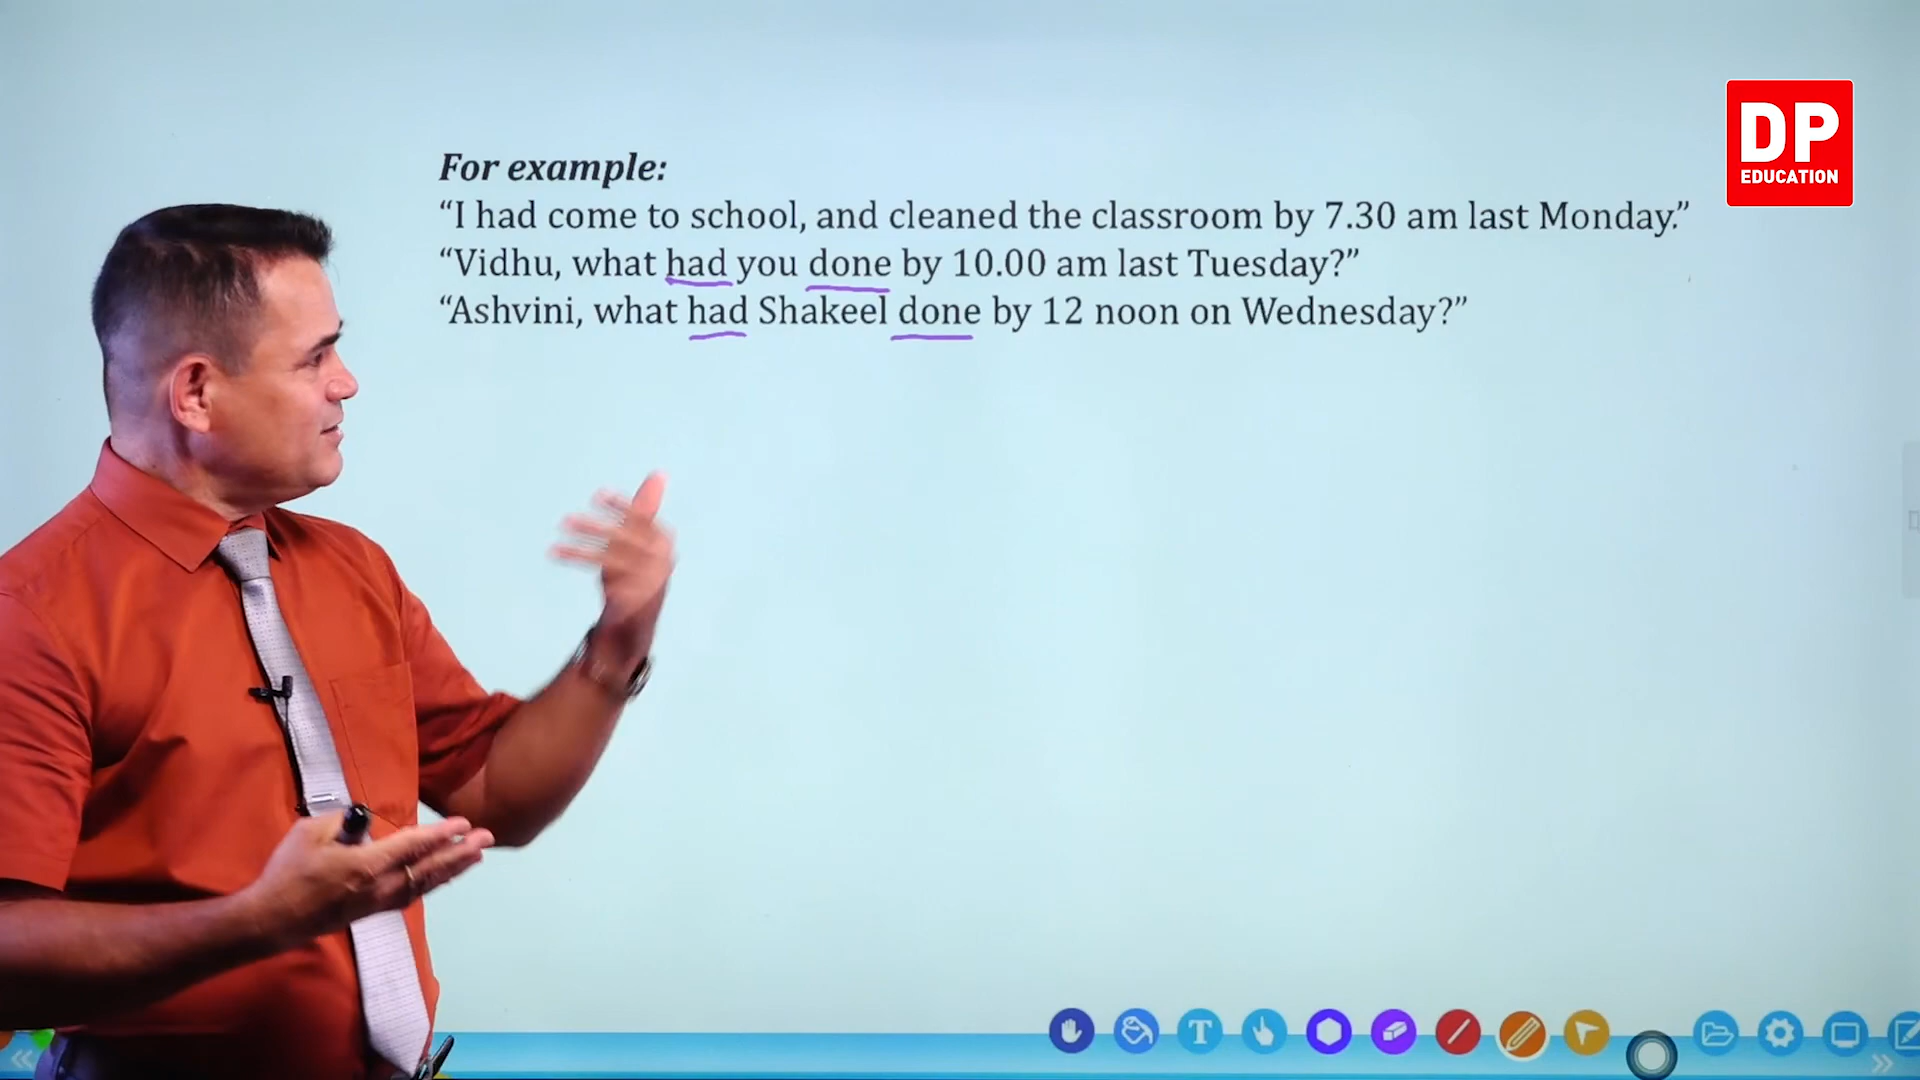 DP
EDUCATION
For example:
“I had come to school, and cleaned the classroom by 7.30 am last Monday.”
“Vidhu, what had you done by 10.00 am last Tuesday?”
“Ashvini, what had Shakeel done by 12 noon on Wednesday?”